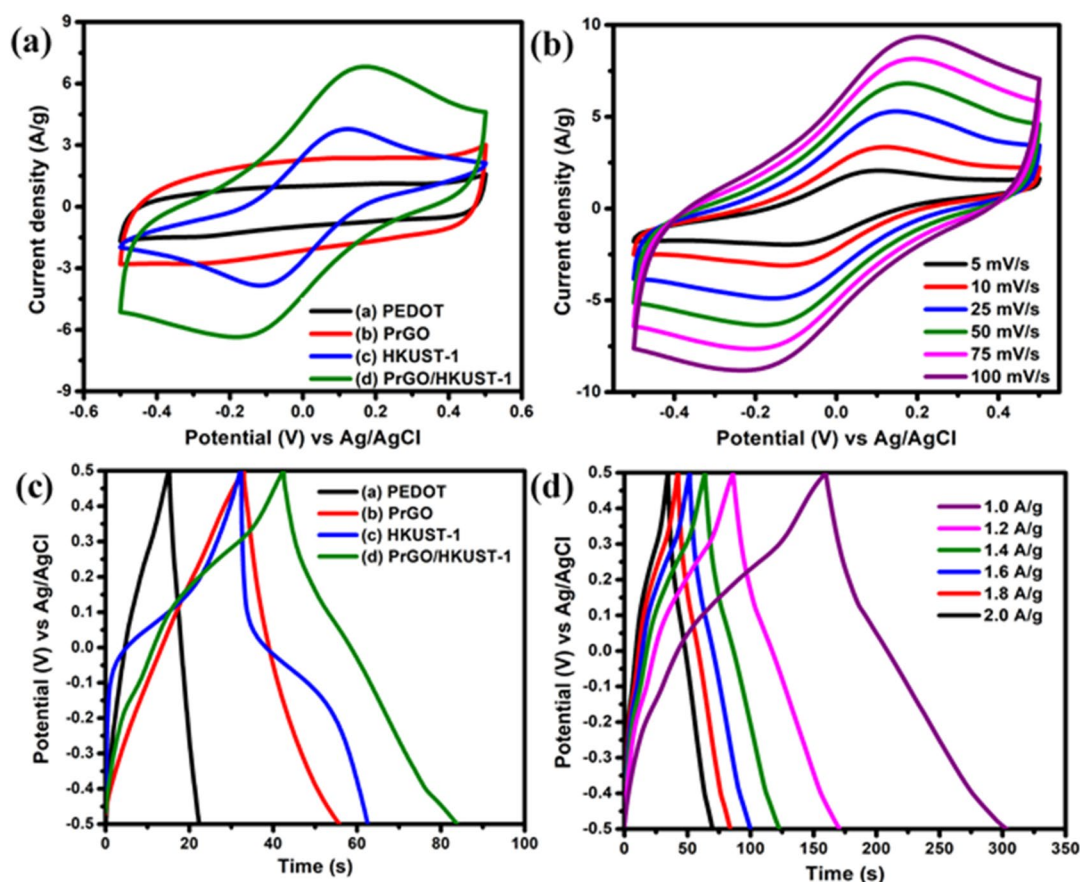 (a)
9
6
3
0
-3
-6
-9
Current density (A/g)
(a) PEDOT
(b) PrGO
(c) HKUST-1
(d) PrGO/HKUST-1
-0.6 -0.4 -0.2 0.0 0.2 0.4 0.6
Potential (V) vs Ag/AgCl
(b)
10
5
0
-5
-10
Current density (A/g)
5 mV/s
10 mV/s
25 mV/s
50 mV/s
75 mV/s
100 mV/s
-0.4 -0.2 0.0 0.2 0.4
Potential (V) vs Ag/AgCl
(c)
0.5
0.4
0.3
0.2
0.1
0.0
-0.1
-0.2
-0.3
-0.4
-0.5
Potential (V) vs Ag/AgCl
(a) PEDOT
(b) PrGO
(c) HKUST-1
(d) PrGO/HKUST-1
0 20 40 60 80 100
Time (s)
(d)
0.5
0.4
0.3
0.2
0.1
0.0
-0.1
-0.2
-0.3
-0.4
-0.5
Potential (V) vs Ag/AgCl
1.0 A/g
1.2 A/g
1.4 A/g
1.6 A/g
1.8 A/g
2.0 A/g
0 50 100 150 200 250 300 350
Time (s)